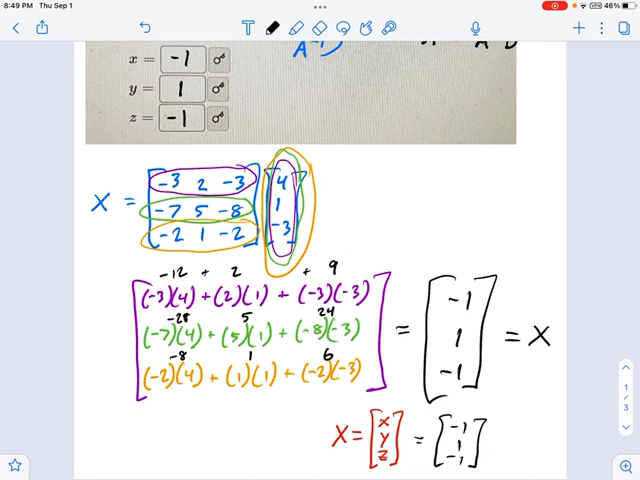 8:49 PM Thu Sep 1 46%
x = -1
y = 1
z = -1
X = [ -3 2 -3 ] [ 4 ]
-7 5 -8 1
-2 1 -2 -3
-12 + 2 + 9
(-3)(4) + (2)(1) + (-3)(-3) -1
-28 5 24
(-7)(4) + (5)(1) + (-8)(-3) = 1 = X
-8 1 6
(-2)(4) + (1)(1) + (-2)(-3) -1
X = [ x ] = [ -1 ]
y 1
z -1
1
/
3